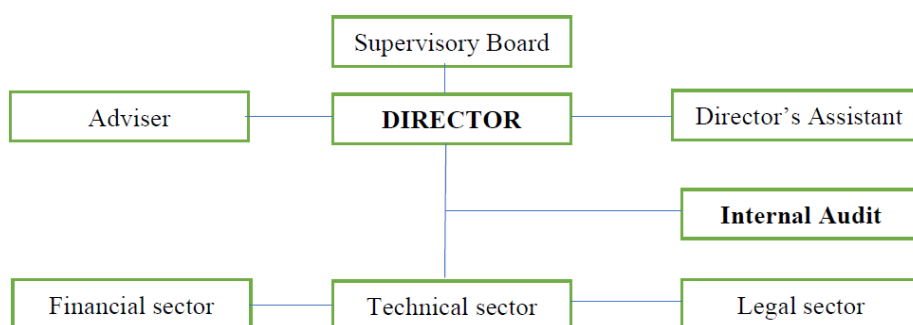 Supervisory Board
Adviser
DIRECTOR
Director’s Assistant
Internal Audit
Financial sector
Technical sector
Legal sector